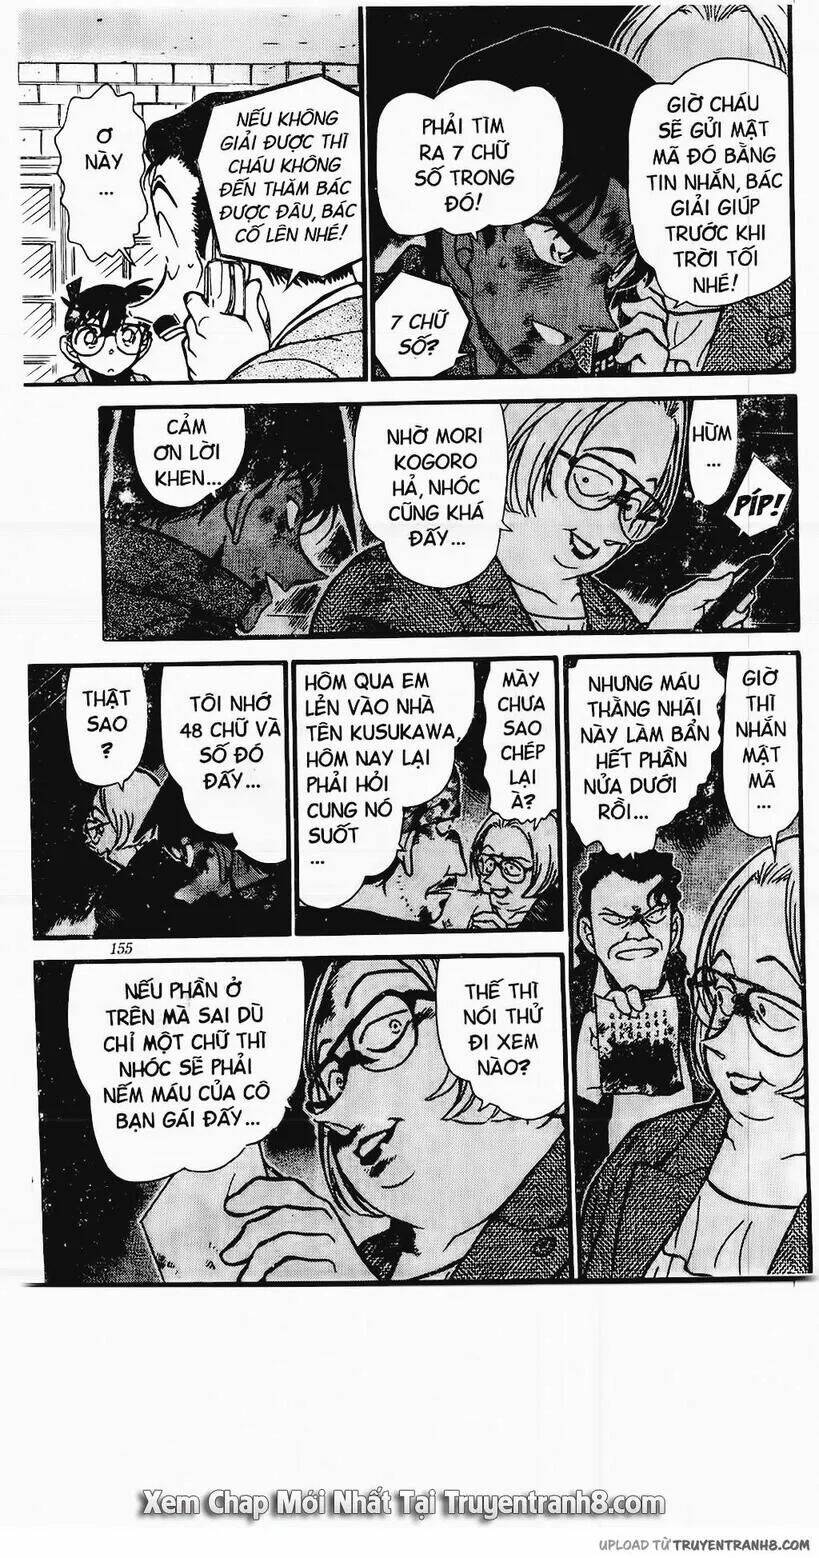 GIỜ CHÁU
SẼ GỬI MẬT
MÃ ĐÓ BẰNG
TIN NHẮN, BÁC
GIẢI GIÚP
TRƯỚC KHI
TRỜI TỐI
NHÉ!
PHẢI TÌM
RA 7 CHỮ
SỐ TRONG
ĐÓ!
7 CHỮ
SỐ?
NẾU KHÔNG
GIẢI ĐƯỢC THÌ
CHÁU KHÔNG
ĐẾN THĂM BÁC
ĐƯỢC ĐÂU, BÁC
CỐ LÊN NHÉ!
Ơ
NÀY
...
HỪM
...
PÍP!
NHỜ MORI
KOGORO
HẢ, NHÓC
CŨNG KHÁ
ĐẤY...
CẢM
ƠN LỜI
KHEN...
GIỜ
THÌ
NHẮN
MẬT
MÃ
...
NHƯNG MÁU
THẰNG NHÃI
NÀY LÀM BẨN
HẾT PHẦN
NỬA DƯỚI
RỒI...
MÀY
CHƯA
SAO
CHÉP
LẠI
À?
HÔM QUA EM
LẺN VÀO NHÀ
TÊN KUSUKAWA,
HÔM NAY LẠI
PHẢI HỎI
CUNG NÓ
SUỐT
...
TÔI NHỚ
48 CHỮ VÀ
SỐ ĐÓ
ĐẤY...
THẬT
SAO
?
155
THẾ THÌ
NÓI THỬ
ĐI XEM
NÀO?
NẾU PHẦN Ở
TRÊN MÀ SAI DÙ
CHỈ MỘT CHỮ THÌ
NHÓC SẼ PHẢI
NẾM MÁU CỦA CÔ
BẠN GÁI ĐẤY...
Xem Chap Mới Nhất Tại Truyentranh8.com
UPLOAD TỪ TRUYENTRANH8.COM